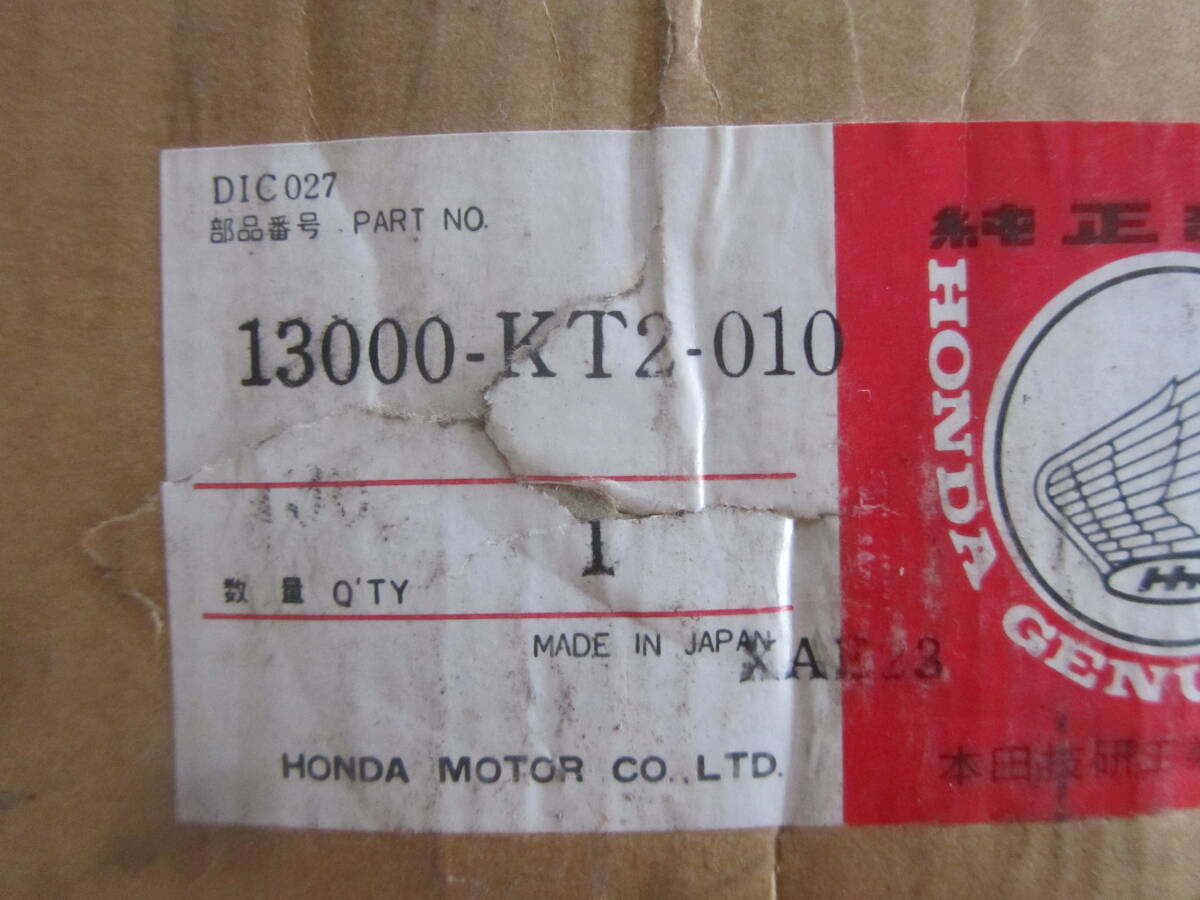 DIC027
部品番号 PART NO.
13000-KT2-010
1
数量 Q'TY
MADE IN JAPAN
HONDA MOTOR CO., LTD.
純正
HONDA
本田技研工